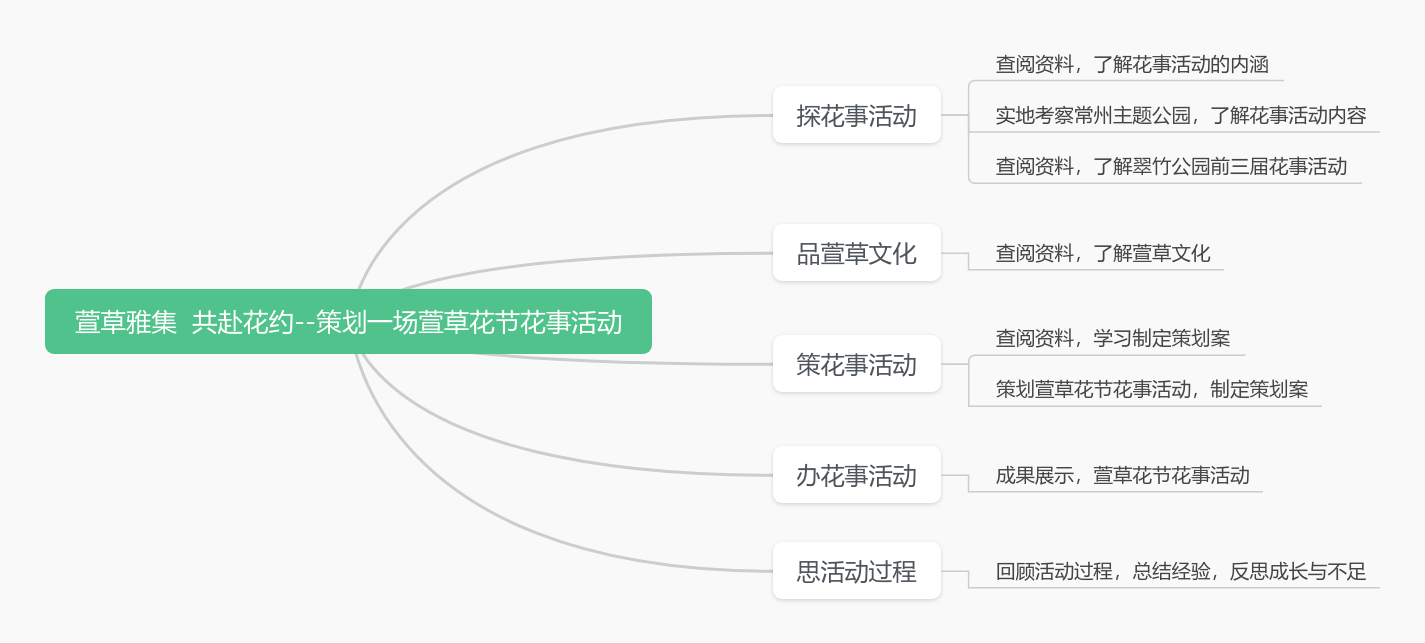 萱草雅集 共赴花约--策划一场萱草花节花事活动
探花事活动
查阅资料，了解花事活动的内涵
实地考察常州主题公园，了解花事活动内容
查阅资料，了解翠竹公园前三届花事活动
品萱草文化
查阅资料，了解萱草文化
策花事活动
查阅资料，学习制定策划案
策划萱草花节花事活动，制定策划案
办花事活动
成果展示，萱草花节花事活动
思活动过程
回顾活动过程，总结经验，反思成长与不足